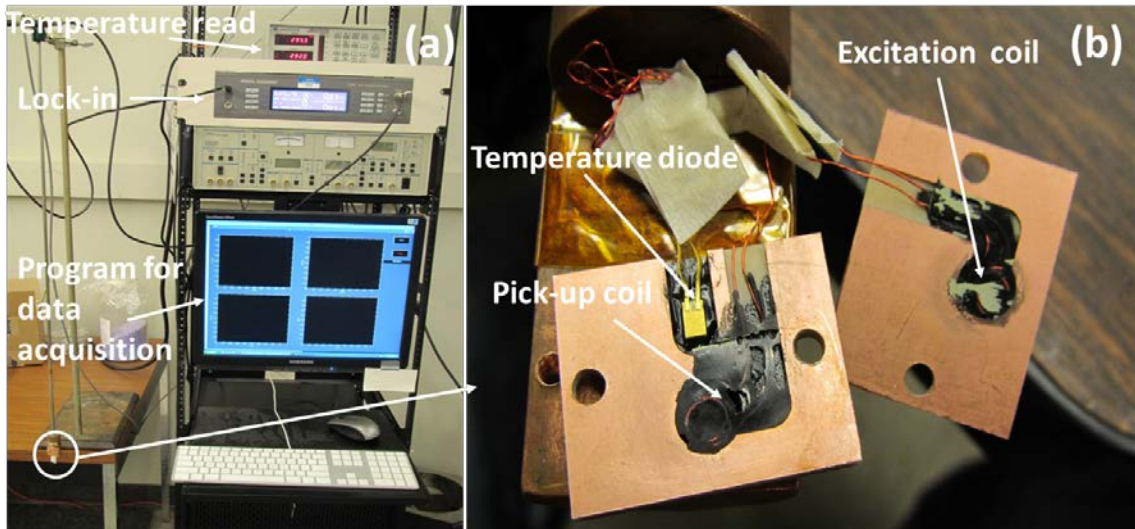 Temperature read
(a)
Lock-in
Program for
data
acquisition
Excitation coil
(b)
Temperature diode
Pick-up coil